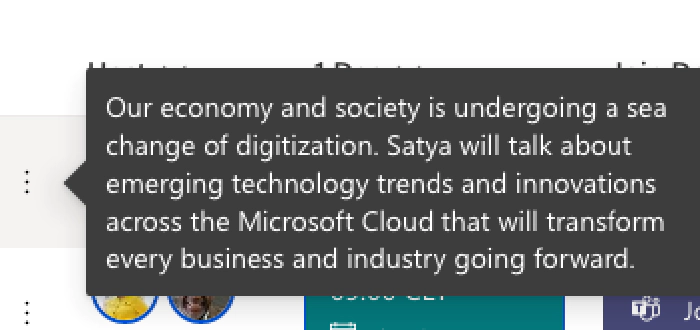 Our economy and society is undergoing a sea
change of digitization. Satya will talk about
emerging technology trends and innovations
across the Microsoft Cloud that will transform
every business and industry going forward.